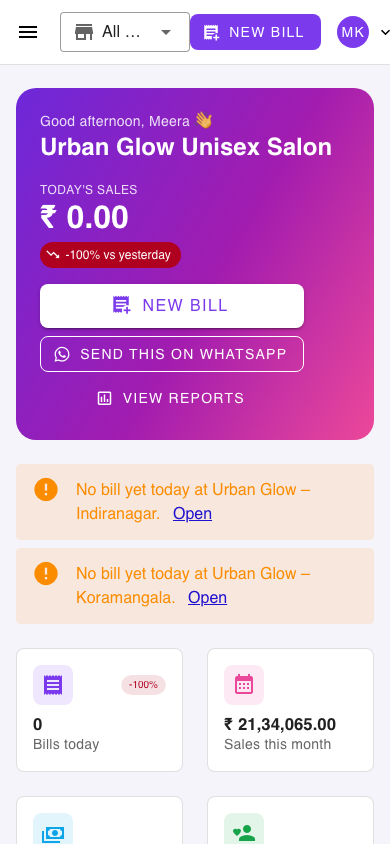 All ...
NEW BILL
MK
Good afternoon, Meera 👋
Urban Glow Unisex Salon
TODAY'S SALES
₹ 0.00
-100% vs yesterday
NEW BILL
SEND THIS ON WHATSAPP
VIEW REPORTS
No bill yet today at Urban Glow –
Indiranagar. Open
No bill yet today at Urban Glow –
Koramangala. Open
-100%
0
Bills today
₹ 21,34,065.00
Sales this month